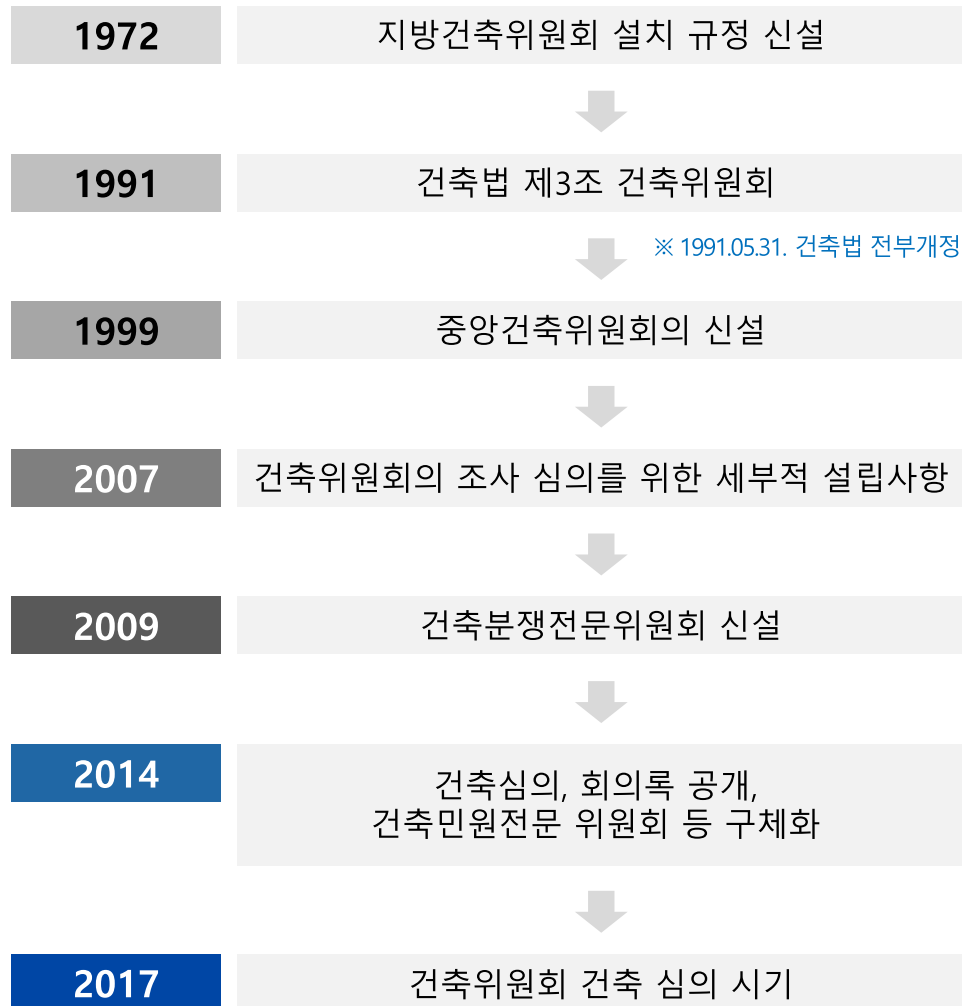 1972 지방건축위원회 설치 규정 신설
1991 건축법 제3조 건축위원회
※ 1991.05.31. 건축법 전부개정
1999 중앙건축위원회의 신설
2007 건축위원회의 조사 심의를 위한 세부적 설립사항
2009 건축분쟁전문위원회 신설
2014 건축심의, 회의록 공개,
건축민원전문 위원회 등 구체화
2017 건축위원회 건축 심의 시기